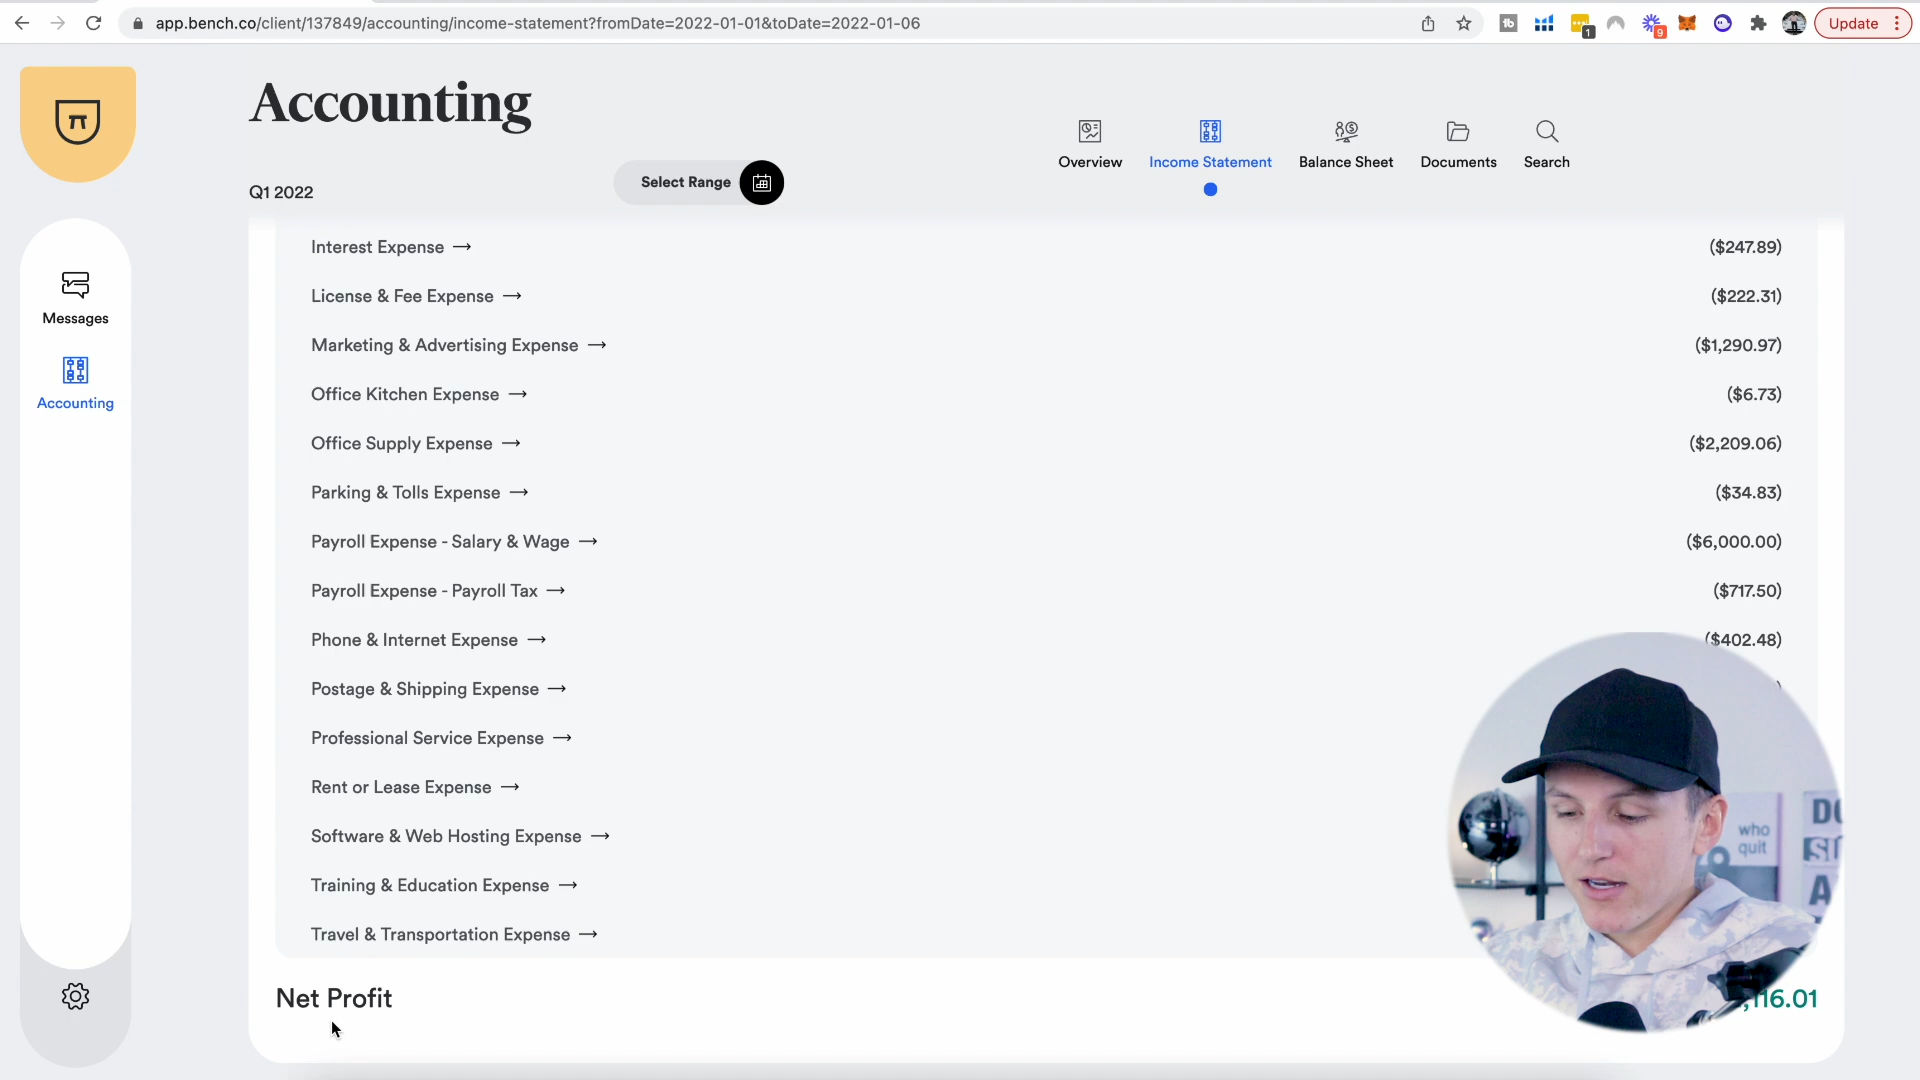 app.bench.co/client/137849/accounting/income-statement?fromDate=2022-01-01&toDate=2022-01-06
1
9
Update
Accounting
Q1 2022
Select Range
Overview
Income Statement
Balance Sheet
Documents
Search
Messages
Accounting
Interest Expense → ($247.89)
License & Fee Expense → ($222.31)
Marketing & Advertising Expense → ($1,290.97)
Office Kitchen Expense → ($6.73)
Office Supply Expense → ($2,209.06)
Parking & Tolls Expense → ($34.83)
Payroll Expense - Salary & Wage → ($6,000.00)
Payroll Expense - Payroll Tax → ($717.50)
Phone & Internet Expense → ($402.48)
Postage & Shipping Expense →
Professional Service Expense →
Rent or Lease Expense →
Software & Web Hosting Expense →
Training & Education Expense →
Travel & Transportation Expense →
Net Profit ,116.01
who
quit